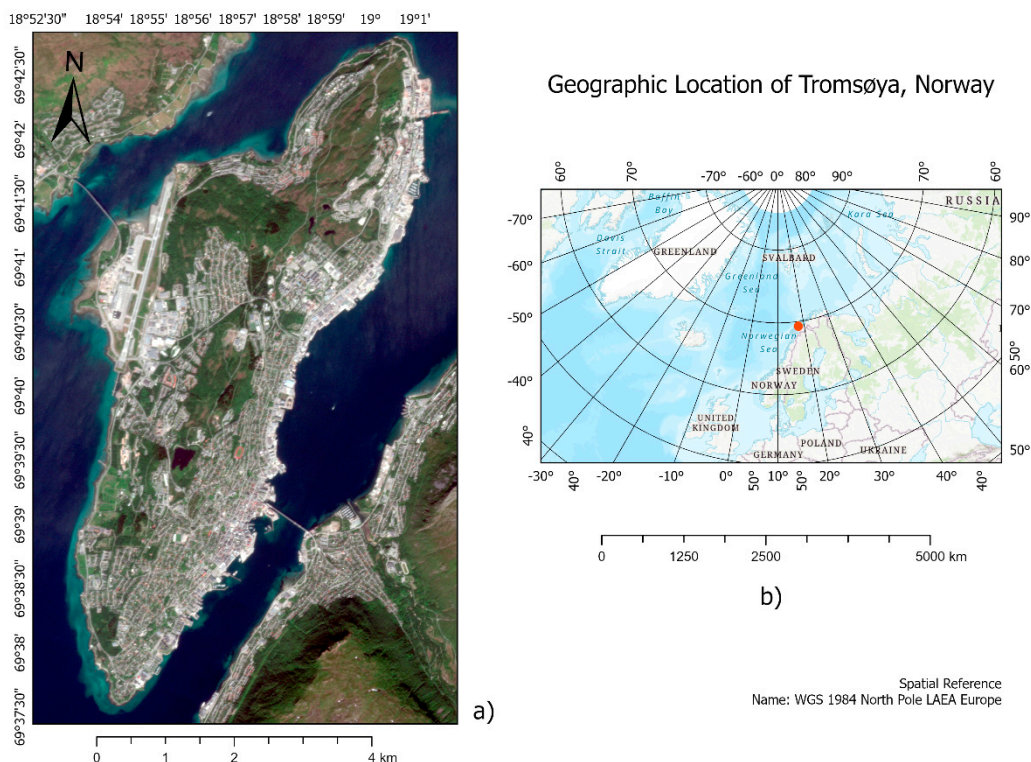 18°52'30" 18°54' 18°55' 18°56' 18°57' 18°58' 18°59' 19° 19°1'
69°42'30"
69°42'
69°41'30"
69°41'
69°40'30"
69°40'
69°39'30"
69°39'
69°38'30"
69°38'
69°37'30"
N
0 1 2 4 km
a)
Geographic Location of Tromsøya, Norway
60° 70° -70° -60° 0° 80° 90° 70° 60°
-70°
-60°
-50°
-40°
40°
90°
80°
70°
50°
60°
50°
Baffin
Bay
Davis
Strait
GREENLAND
Greenland
Sea
SVALBARD
Kara Sea
RUSSIA
Norwegian
Sea
SWEDEN
NORWAY
UNITED
KINGDOM
POLAND
GERMANY
UKRAINE
-30° 40° -20° -10° 0° 50° 10° 50° 20° 30° 40°
0 1250 2500 5000 km
b)
Spatial Reference
Name: WGS 1984 North Pole LAEA Europe